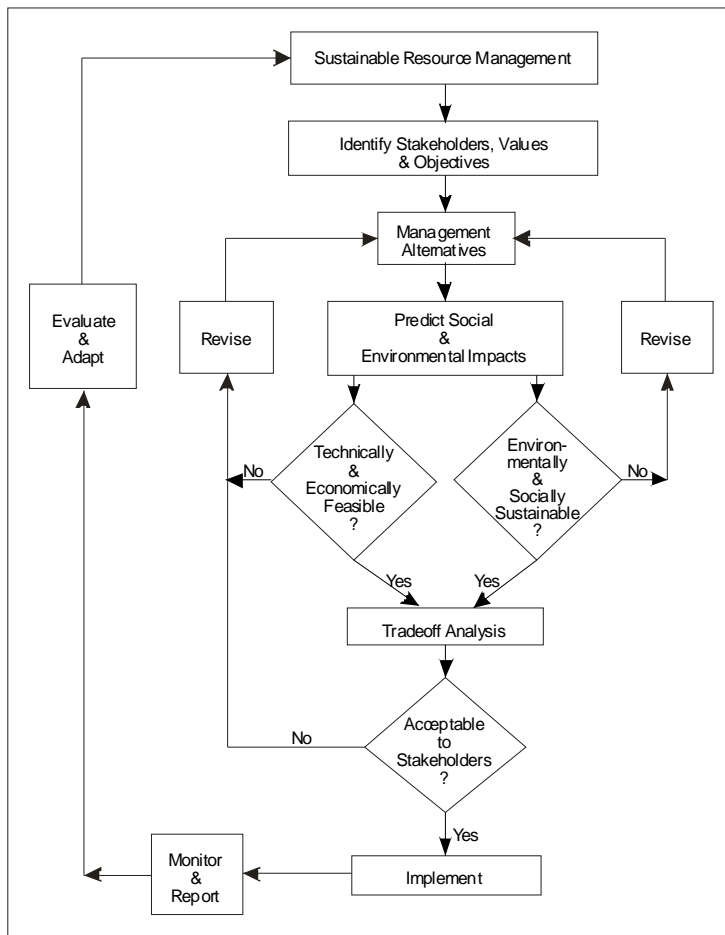 Sustainable Resource Management
Identify Stakeholders, Values
& Objectives
Management
Alternatives
Evaluate
&
Adapt
Revise
Predict Social
&
Environmental Impacts
Revise
Technically
&
Economically
Feasible
?
No
Environ-
mentally
&
Socially
Sustainable
?
No
Yes
Yes
Tradeoff Analysis
Acceptable
to
Stakeholders
?
No
Yes
Monitor
&
Report
Implement